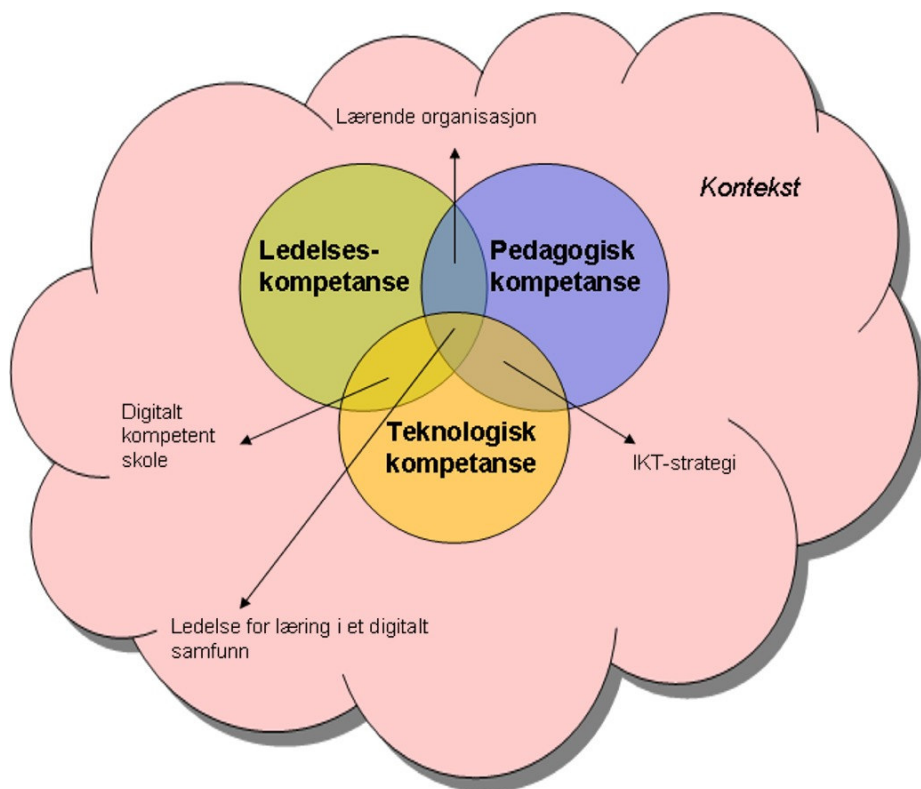 Lærende organisasjon
Kontekst
Ledelses-
kompetanse
Pedagogisk
kompetanse
Digitalt
kompetent
skole
Teknologisk
kompetanse
IKT-strategi
Ledelse for læring i et digitalt
samfunn